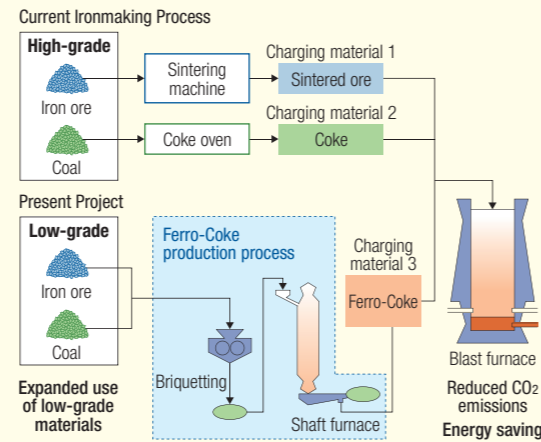 Current Ironmaking Process
High-grade
Iron ore
Coal
Sintering
machine
Charging material 1
Sintered ore
Coke oven
Charging material 2
Coke
Present Project
Low-grade
Iron ore
Coal
Expanded use
of low-grade
materials
Ferro-Coke
production process
Briquetting
Shaft furnace
Charging
material 3
Ferro-Coke
Blast furnace
Reduced CO2
emissions
Energy saving